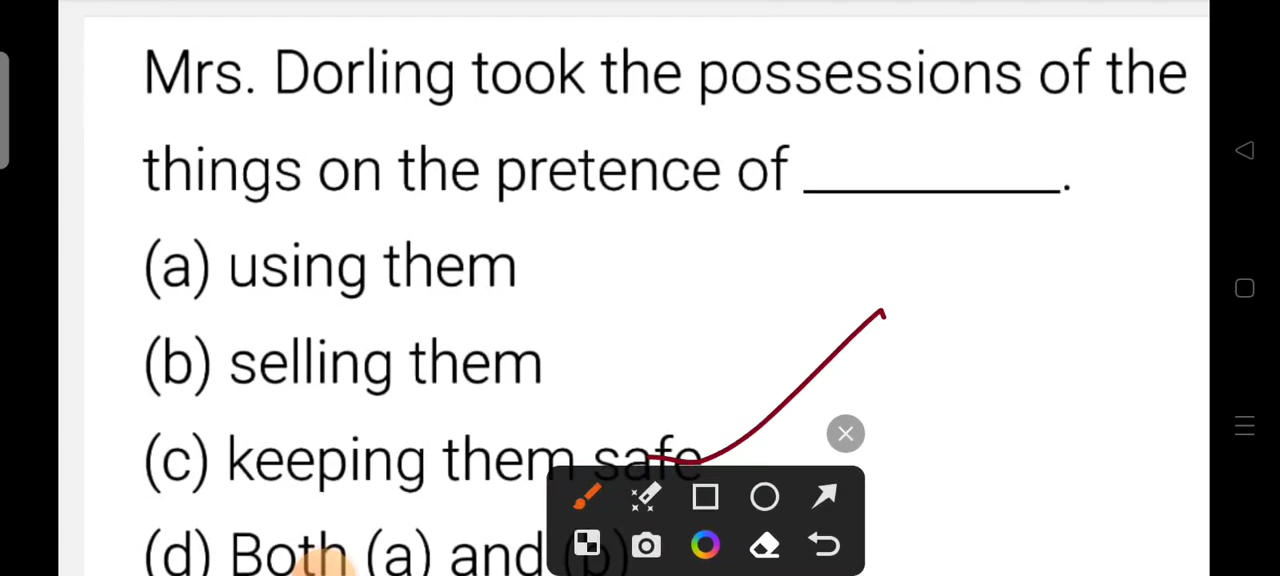 Mrs. Dorling took the possessions of the
things on the pretence of __________.
(a) using them
(b) selling them
(c) keeping them safe
(d) Both (a) and (b)